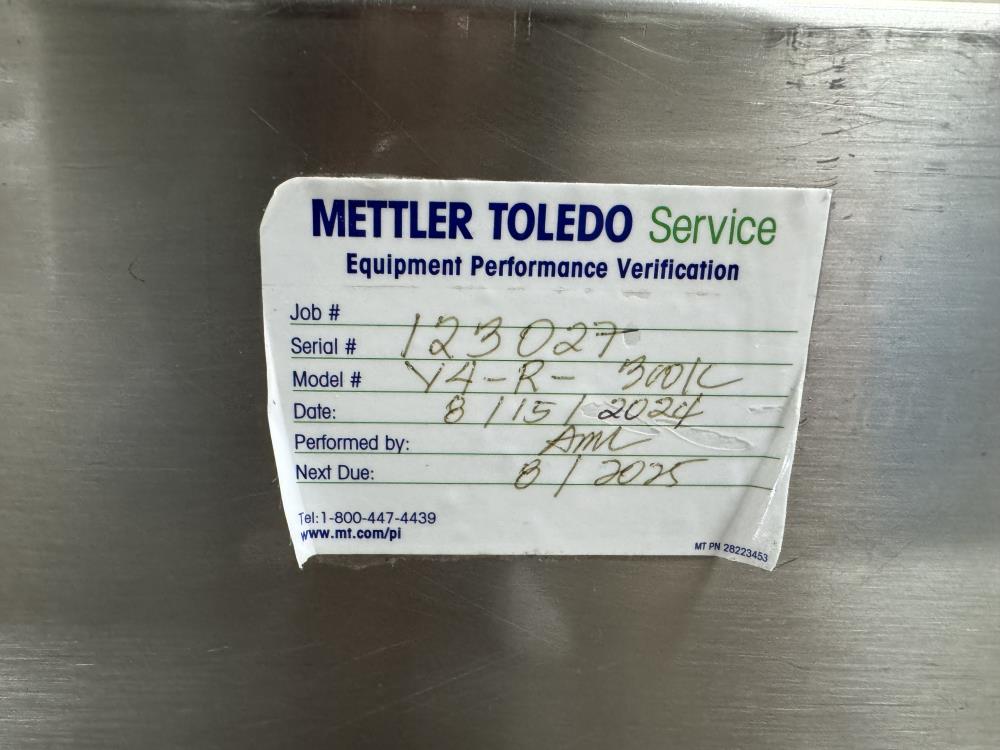 METTLER TOLEDO Service
Equipment Performance Verification
Job #
Serial # 123027
Model # Y4-R-300K
Date: 8/15/2024
Performed by: AML
Next Due: 8/2025
Tel:1-800-447-4439
www.mt.com/pi
MT PN 28223453